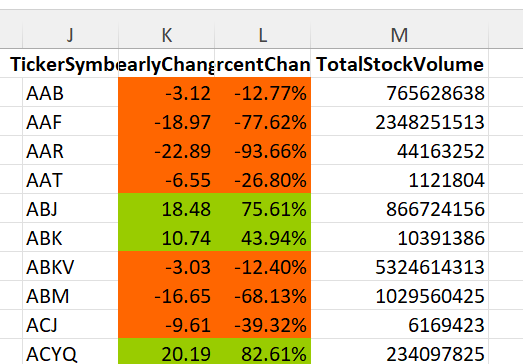 J K L M
TickerSymbo earlyChang rcentChan TotalStockVolume
AAB -3.12 -12.77% 765628638
AAF -18.97 -77.62% 2348251513
AAR -22.89 -93.66% 44163252
AAT -6.55 -26.80% 1121804
ABJ 18.48 75.61% 866724156
ABK 10.74 43.94% 10391386
ABKV -3.03 -12.40% 5324614313
ABM -16.65 -68.13% 1029560425
ACJ -9.61 -39.32% 6169423
ACYQ 20.19 82.61% 234097825